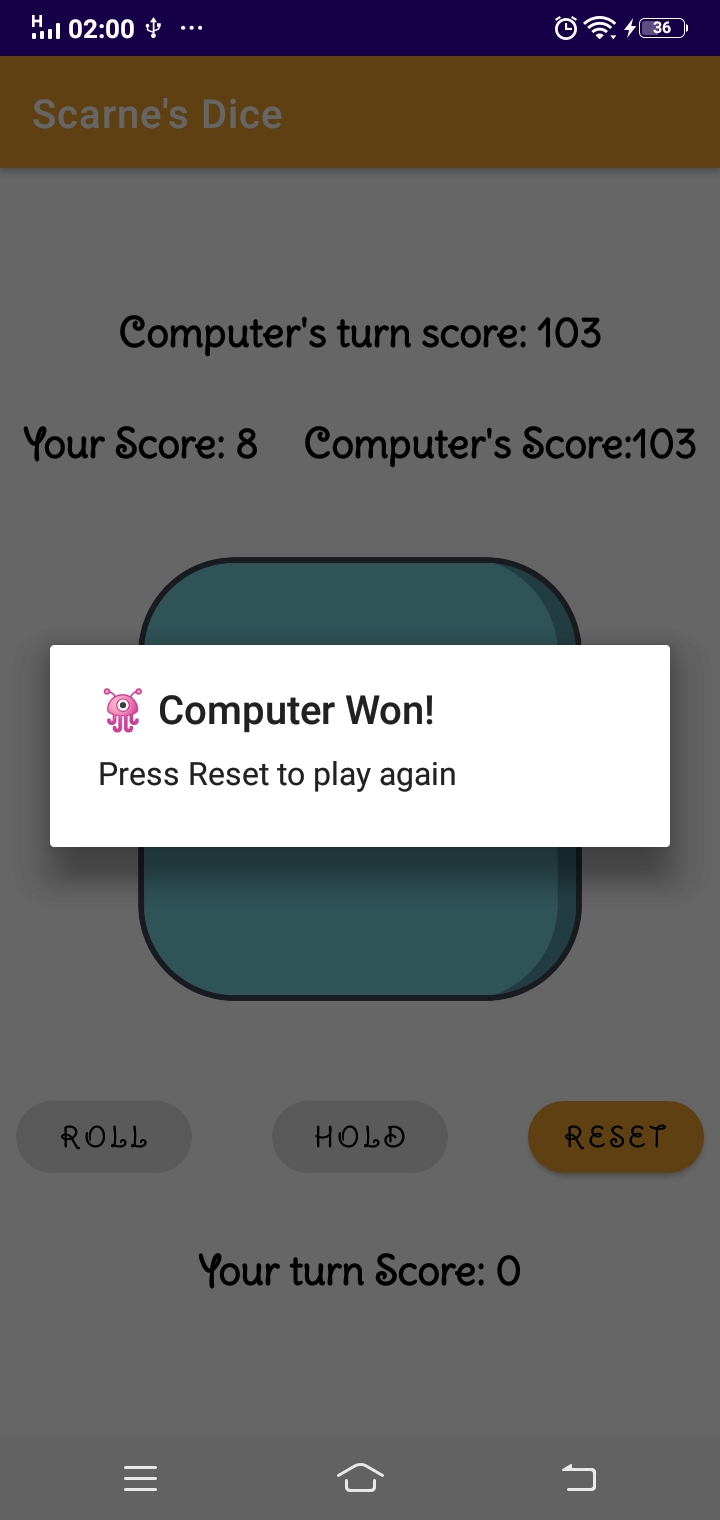 H 02:00 36
Scarne's Dice
Computer's turn score: 103
Your Score: 8 Computer's Score:103
Computer Won!
Press Reset to play again
ROLL HOLD RESET
Your turn Score: 0